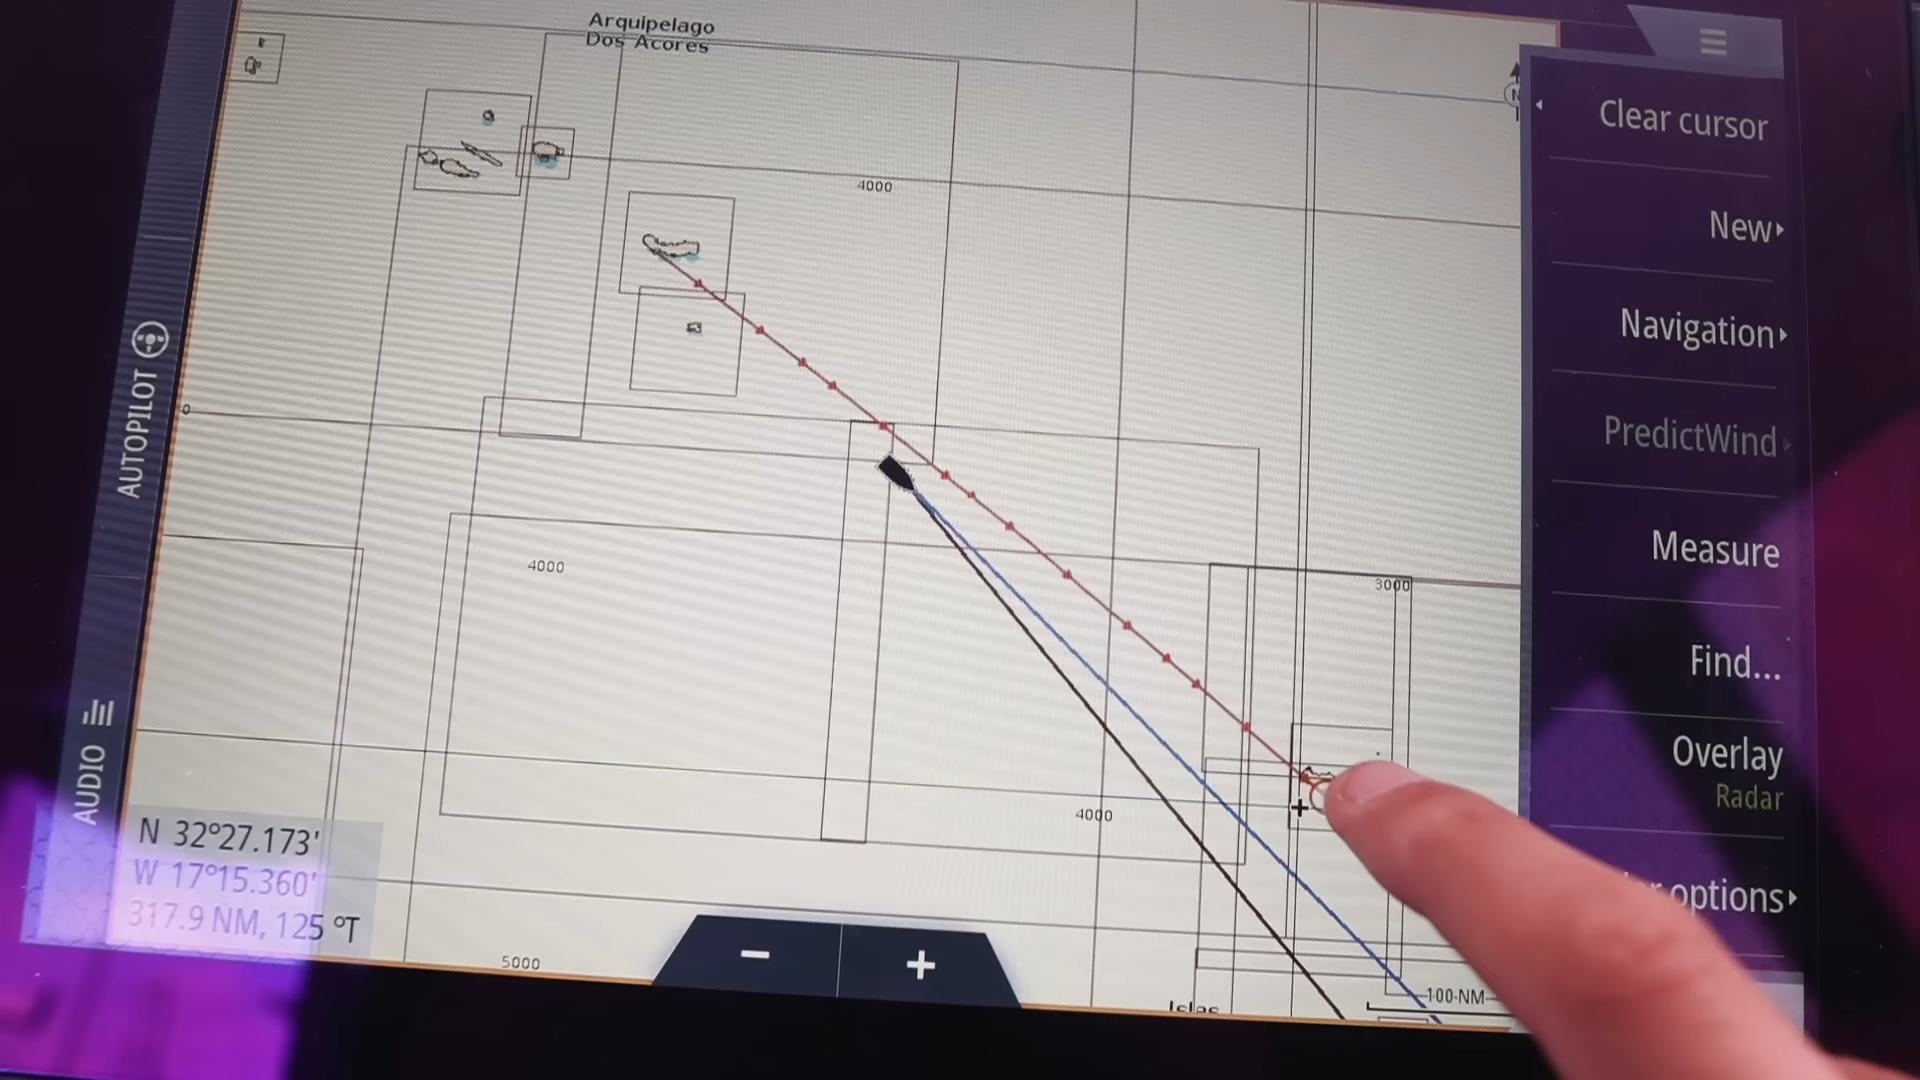 Arquipelago
Dos Acores
N
Clear cursor
4000
New
Navigation
0
AUTOPILOT
PredictWind
4000
3000
Measure
Find...
AUDIO
Overlay
Radar
4000
N 32°27.173'
W 17°15.360'
317.9 NM, 125 °T
options
− +
5000
100 NM
Islas